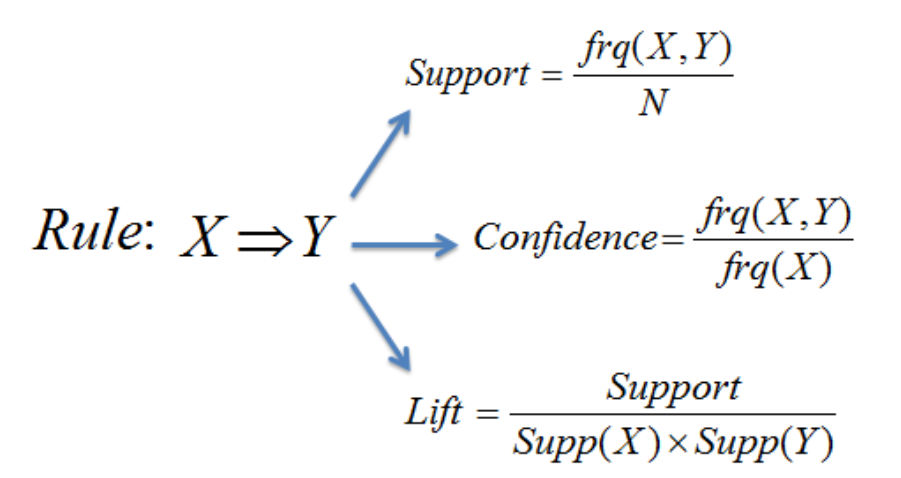 Support = frq(X,Y) / N
Rule: X ⇒ Y
Confidence= frq(X,Y) / frq(X)
Lift = Support / Supp(X)×Supp(Y)